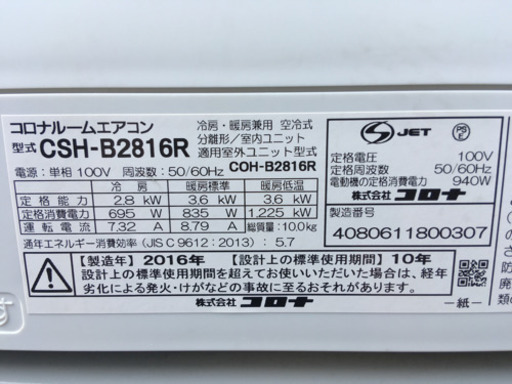 コロナルームエアコン
冷房・暖房兼用 空冷式
分離形/室内ユニット
型式 CSH-B2816R 適用室外ユニット型式
電源:単相 100V 周波数:50/60Hz COH-B2816R
冷 房 暖房標準 暖房低温
定格能力 2.8 kW 3.6 kW 3.6 kW
定格消費電力 695 W 835 W 1,225 kW
運転電流 7.32 A 8.79 A 総質量:10.0kg
通年エネルギー消費効率(JIS C 9612:2013):5.7
S JET PS E
定格電圧 100V
定格周波数 50/60Hz
電動機の定格消費電力 940W
株式会社 コロナ
製造番号
4080611800307
【製造年】2016年 【設計上の標準使用期間】10年
設計上の標準使用期間を超えてお使いいただいた場合は、経年
劣化による発火・けがなどの事故に至るおそれがあります。
株式会社 コロナ
-紙-